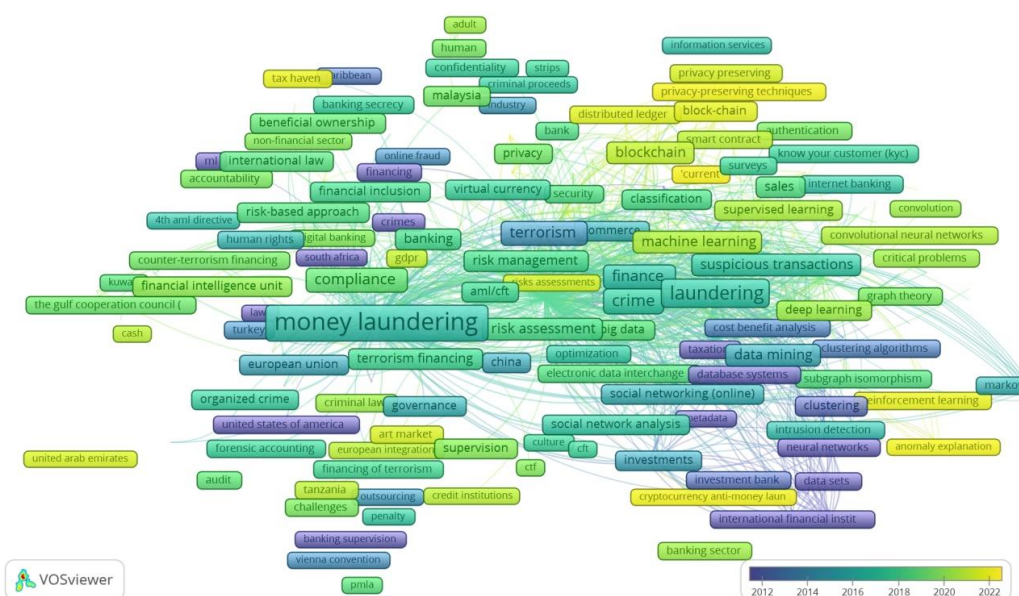 adult
human
information services
tax haven
confidentiality
strips
privacy preserving
criminal proceeds
privacy-preserving techniques
malaysia
industry
banking secrecy
distributed ledger
block-chain
beneficial ownership
bank
authentication
non-financial sector
smart contract
ml
international law
online fraud
privacy
blockchain
know your customer (kyc)
surveys
accountability
financing
'current
financial inclusion
virtual currency
security
classification
sales
internet banking
4th aml directive
risk-based approach
crimes
supervised learning
convolution
human rights
digital banking
banking
terrorism
machine learning
convolutional neural networks
counter-terrorism financing
south africa
gdpr
risk management
finance
suspicious transactions
critical problems
financial intelligence unit
compliance
risks assessments
the gulf cooperation council (
aml/cft
crime
laundering
graph theory
law
deep learning
cash
turkey
money laundering
risk assessment
big data
cost benefit analysis
european union
terrorism financing
china
optimization
taxation
data mining
clustering algorithms
electronic data interchange
database systems
subgraph isomorphism
organized crime
criminal law
governance
social networking (online)
clustering
reinforcement learning
united states of america
art market
social network analysis
metadata
intrusion detection
forensic accounting
european integration
supervision
culture
cft
neural networks
anomaly explanation
united arab emirates
financing of terrorism
ctf
investments
audit
investment bank
data sets
tanzania
outsourcing
credit institutions
cryptocurrency anti-money laun
challenges
penalty
international financial instit
banking supervision
vienna convention
banking sector
pmla
VOSviewer
2012 2014 2016 2018 2020 2022